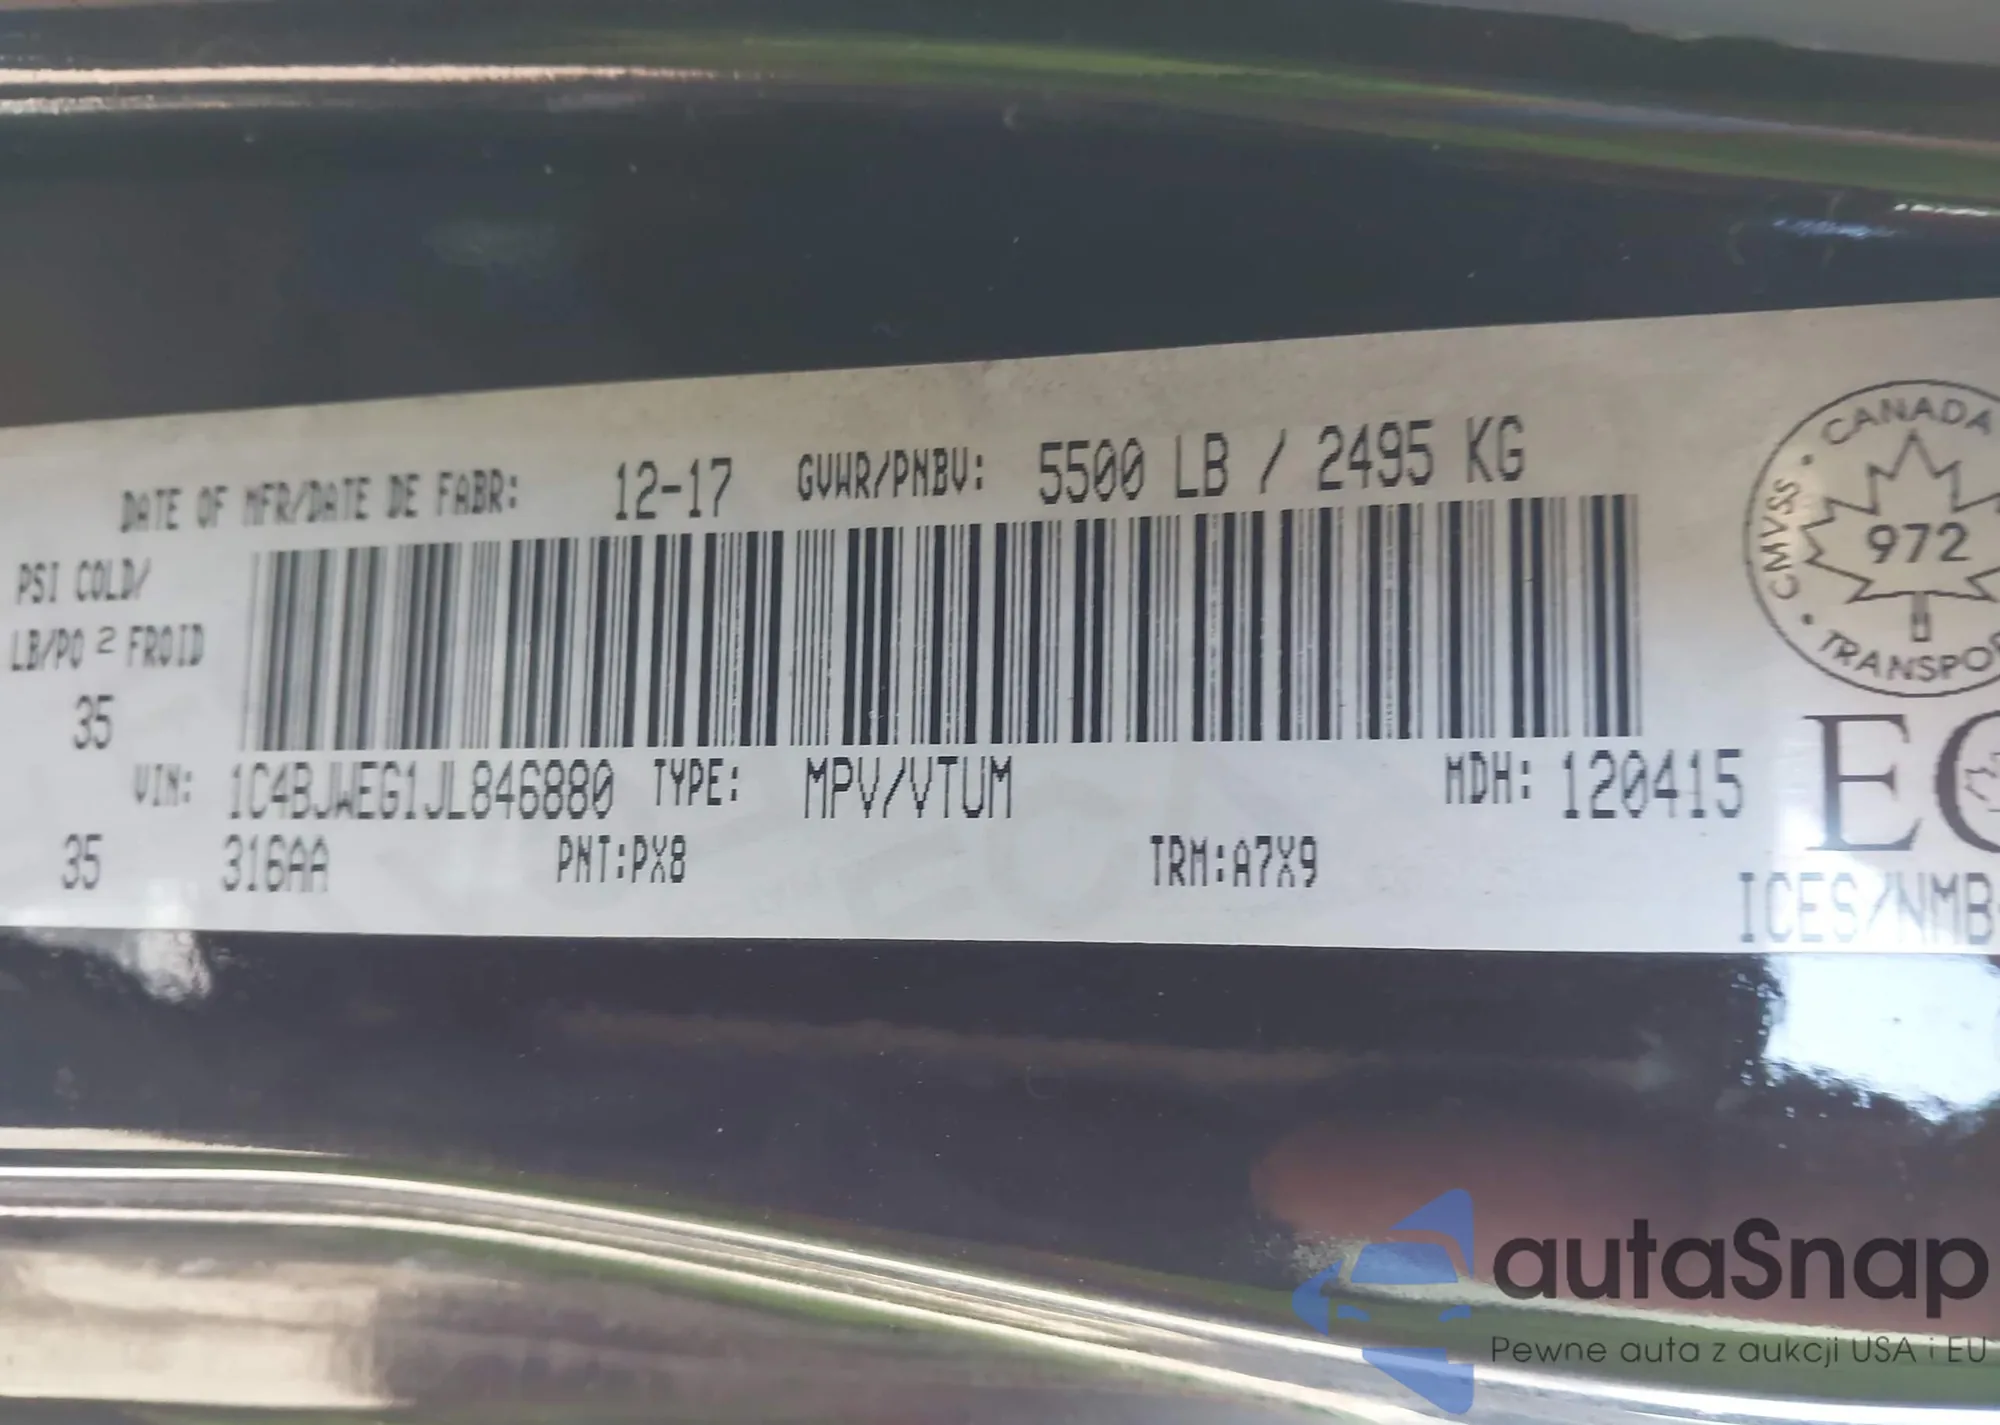 DATE OF MFR/DATE DE FABR: 12-17 GVWR/PNBV: 5500 LB / 2495 KG
PSI COLD/
LB/PO 2 FROID
35
VIN: 1C4BJWEG1JL846880 TYPE: MPV/VTUM MDH: 120415
35 316AA PNT:PX8 TRM:A7X9
CANADA
CMVSS
972
TRANSPO
EC
ICES/NMB
autaSnap
Pewne auta z aukcji USA i EU